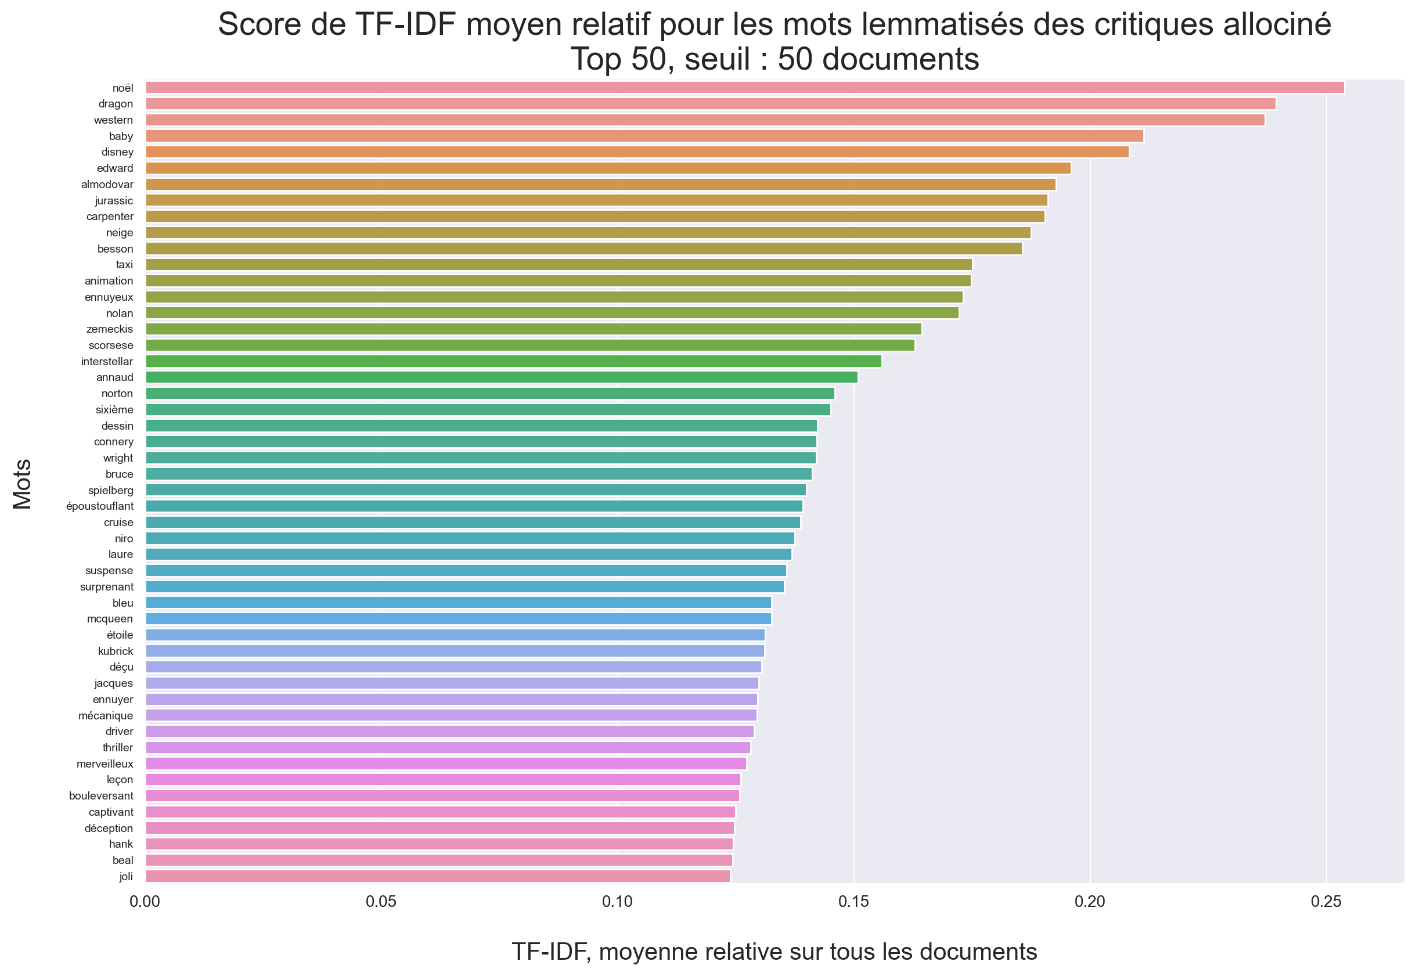 Score de TF-IDF moyen relatif pour les mots lemmatisés des critiques allociné
Top 50, seuil : 50 documents
noël
dragon
western
baby
disney
edward
almodovar
jurassic
carpenter
neige
besson
taxi
animation
ennuyeux
nolan
zemeckis
scorsese
interstellar
annaud
norton
sixième
dessin
connery
wright
bruce
spielberg
époustouflant
cruise
niro
laure
suspense
surprenant
bleu
mcqueen
étoile
kubrick
déçu
jacques
ennuyer
mécanique
driver
thriller
merveilleux
leçon
bouleversant
captivant
déception
hank
beal
joli
Mots
0.00 0.05 0.10 0.15 0.20 0.25
TF-IDF, moyenne relative sur tous les documents